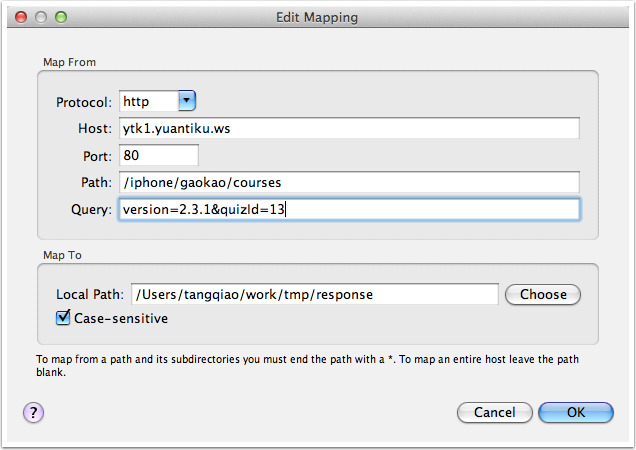 Edit Mapping
Map From
Protocol: http
Host: ytk1.yuantiku.ws
Port: 80
Path: /iphone/gaokao/courses
Query: version=2.3.1&quizId=13
Map To
Local Path: /Users/tangqiao/work/tmp/response Choose
Case-sensitive
To map from a path and its subdirectories you must end the path with a *. To map an entire host leave the path
blank.
? Cancel OK